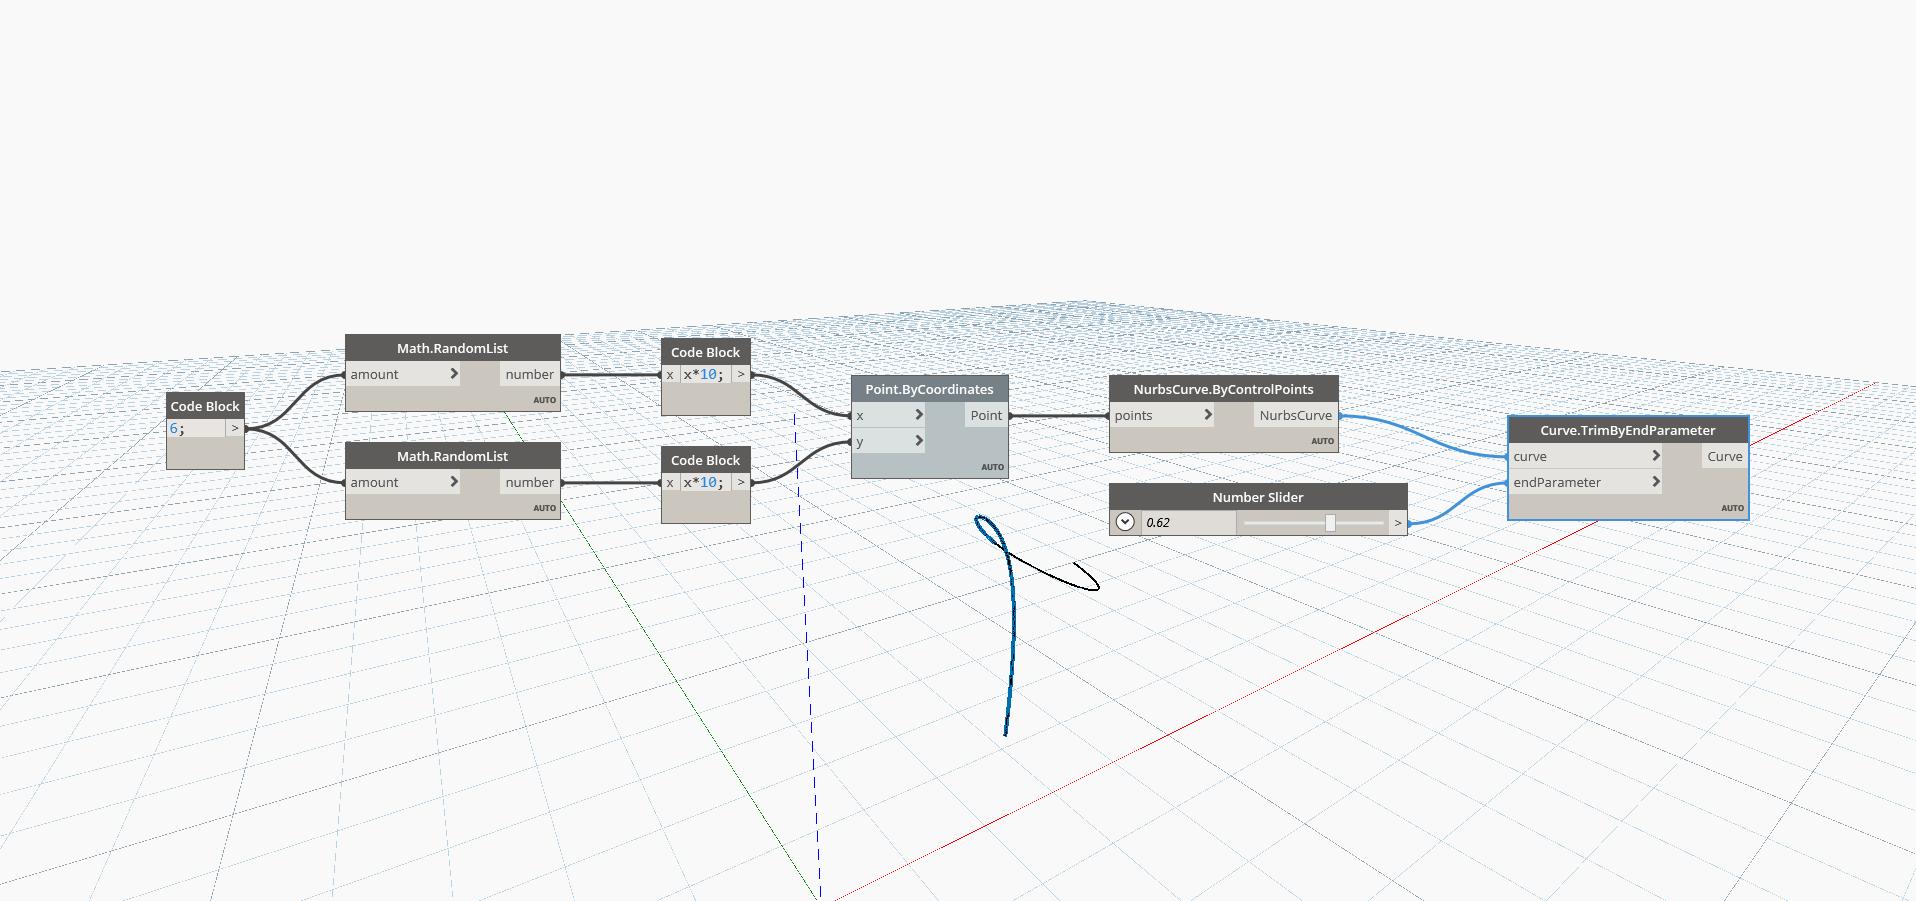 Code Block
6; >
Math.RandomList
amount > number
AUTO
Math.RandomList
amount > number
AUTO
Code Block
x x*10; >
Code Block
x x*10; >
Point.ByCoordinates
x > Point
y >
AUTO
NurbsCurve.ByControlPoints
points > NurbsCurve
AUTO
Number Slider
0.62 >
Curve.TrimByEndParameter
curve > Curve
endParameter >
AUTO